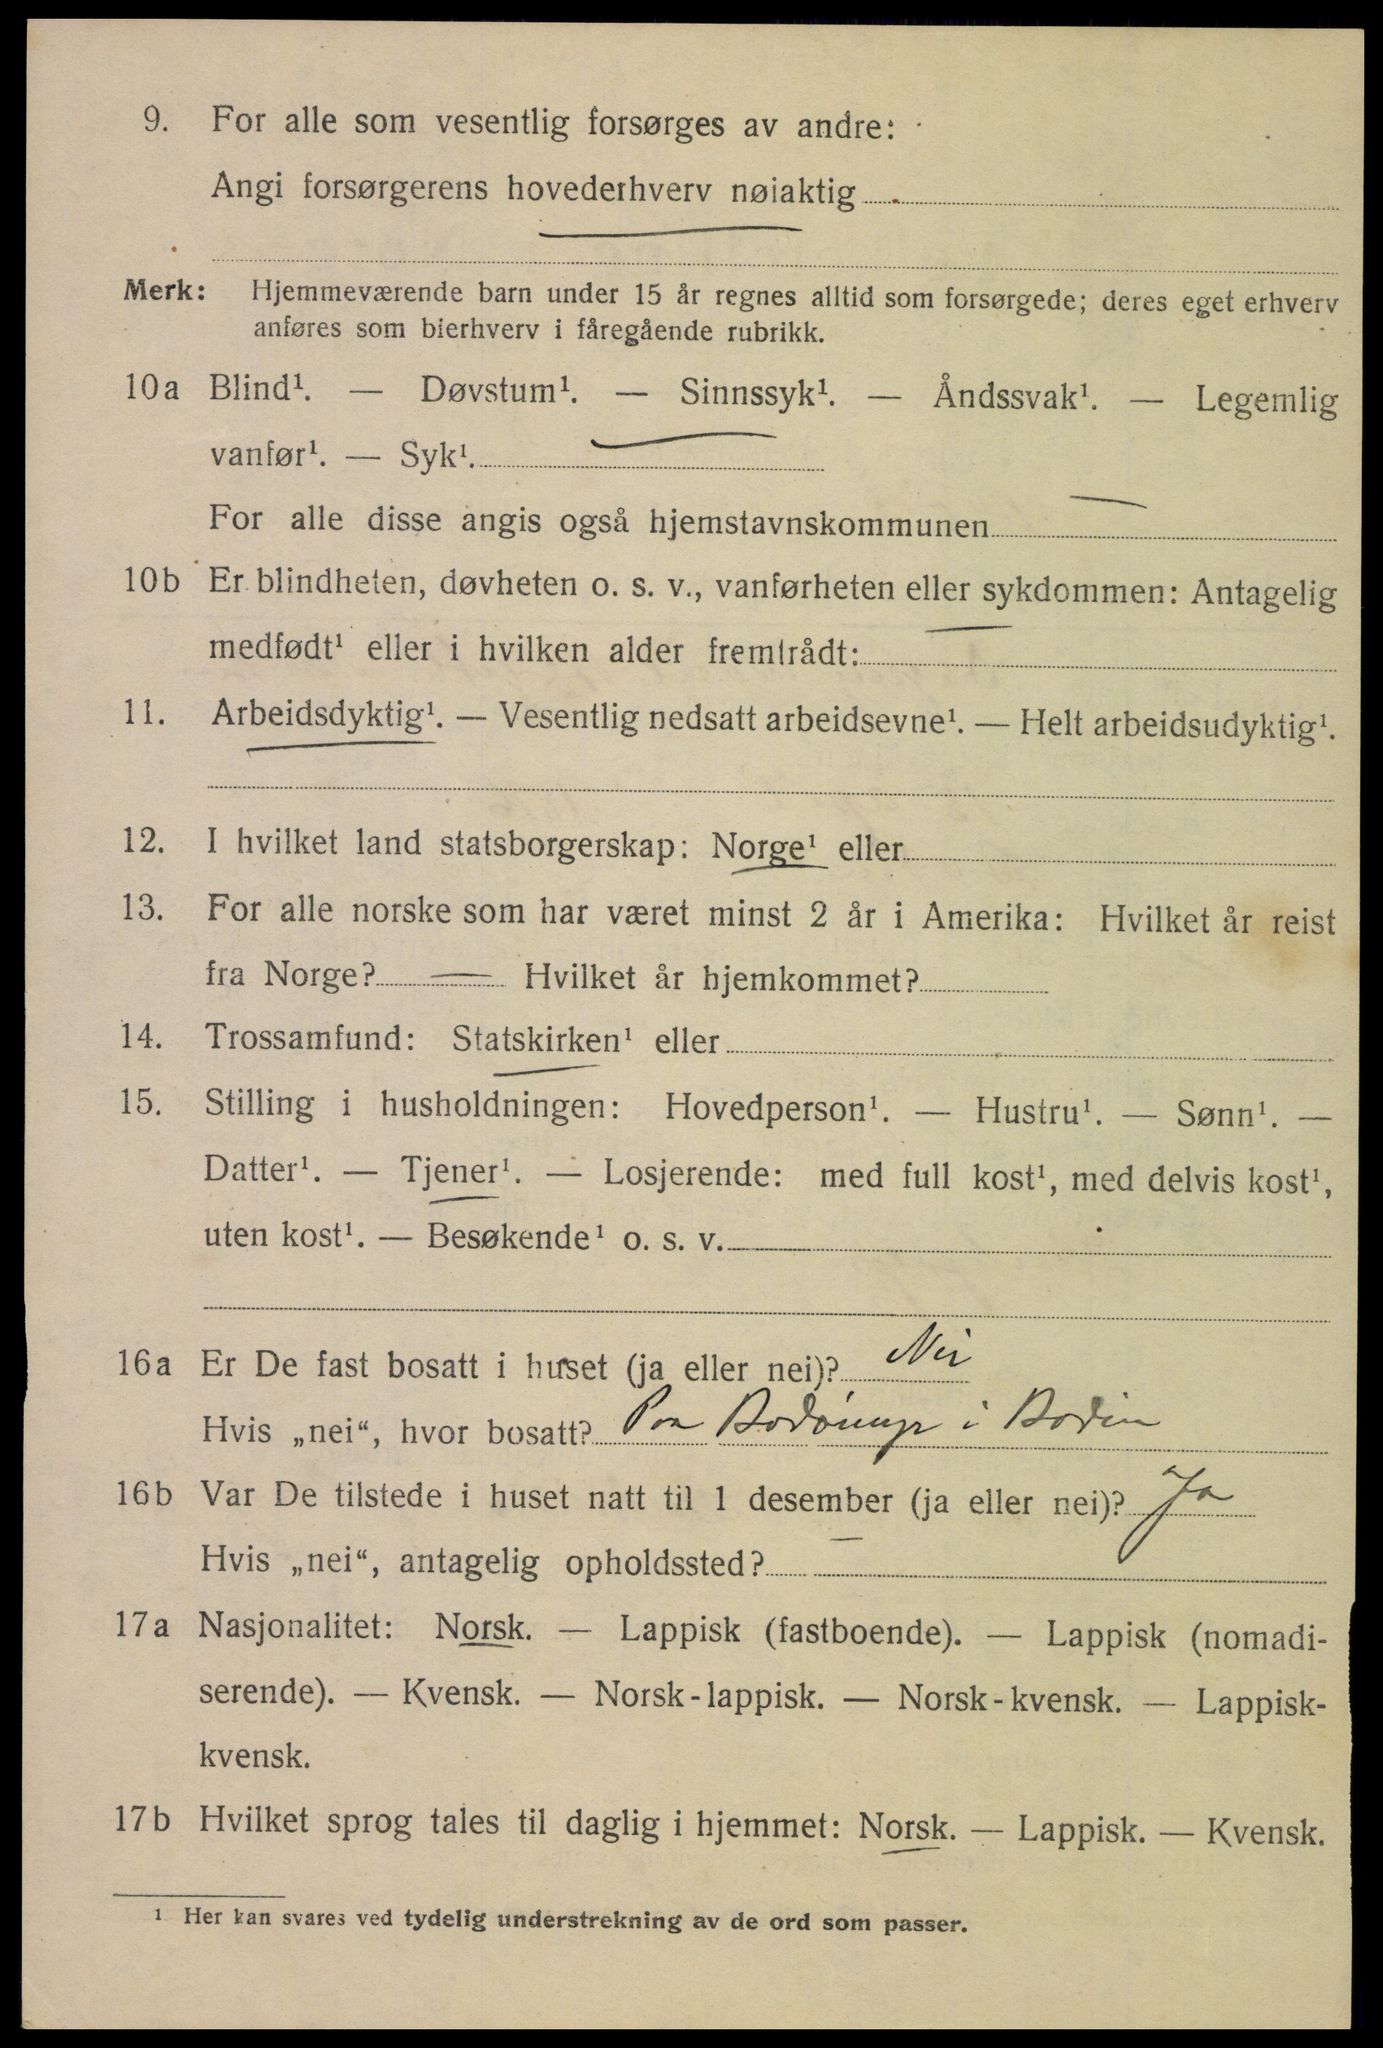 9. For alle som vesentlig forsørges av andre:
Angi forsørgerens hovederhverv nøiaktig
Merk: Hjemmeværende barn under 15 år regnes alltid som forsørgede; deres eget erhverv
anføres som bierhverv i fåregående rubrikk.
10a Blind¹. — Døvstum¹. — Sinnssyk¹. — Åndssvak¹. — Legemlig
vanfør¹. — Syk¹.
For alle disse angis også hjemstavnskommunen
10b Er blindheten, døvheten o. s. v., vanførheten eller sykdommen: Antagelig
medfødt¹ eller i hvilken alder fremtrådt:
11. Arbeidsdyktig¹. — Vesentlig nedsatt arbeidsevne¹. — Helt arbeidsudyktig¹.
12. I hvilket land statsborgerskap: Norge¹ eller
13. For alle norske som har været minst 2 år i Amerika: Hvilket år reist
fra Norge? — Hvilket år hjemkommet?
14. Trossamfund: Statskirken¹ eller
15. Stilling i husholdningen: Hovedperson¹. — Hustru¹. — Sønn¹. —
Datter¹. — Tjener¹. — Losjerende: med full kost¹, med delvis kost¹,
uten kost¹. — Besøkende¹ o. s. v.
16a Er De fast bosatt i huset (ja eller nei)? Nei
Hvis „nei“, hvor bosatt? Paa Bodømyr i Bodin
16b Var De tilstede i huset natt til 1 desember (ja eller nei)? Ja
Hvis „nei“, antagelig opholdssted? —
17a Nasjonalitet: Norsk. — Lappisk (fastboende). — Lappisk (nomadi-
serende). — Kvensk. — Norsk-lappisk. — Norsk-kvensk. — Lappisk-
kvensk.
17b Hvilket sprog tales til daglig i hjemmet: Norsk. — Lappisk. — Kvensk.
¹ Her kan svares ved tydelig understrekning av de ord som passer.